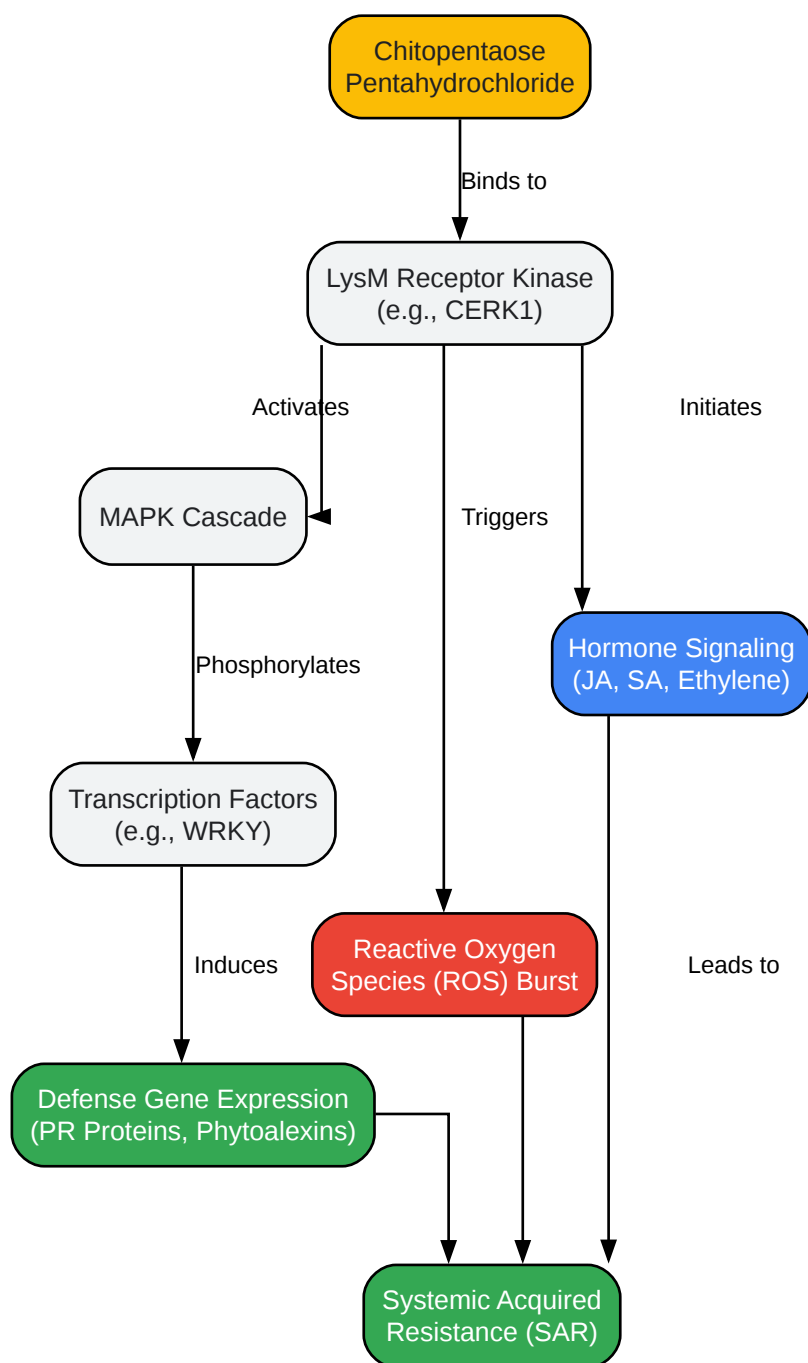 Chitopentaose
Pentahydrochloride
Binds to
LysM Receptor Kinase
(e.g., CERK1)
Activates
Initiates
MAPK Cascade
Triggers
Hormone Signaling
(JA, SA, Ethylene)
Phosphorylates
Transcription Factors
(e.g., WRKY)
Reactive Oxygen
Species (ROS) Burst
Induces
Leads to
Defense Gene Expression
(PR Proteins, Phytoalexins)
Systemic Acquired
Resistance (SAR)